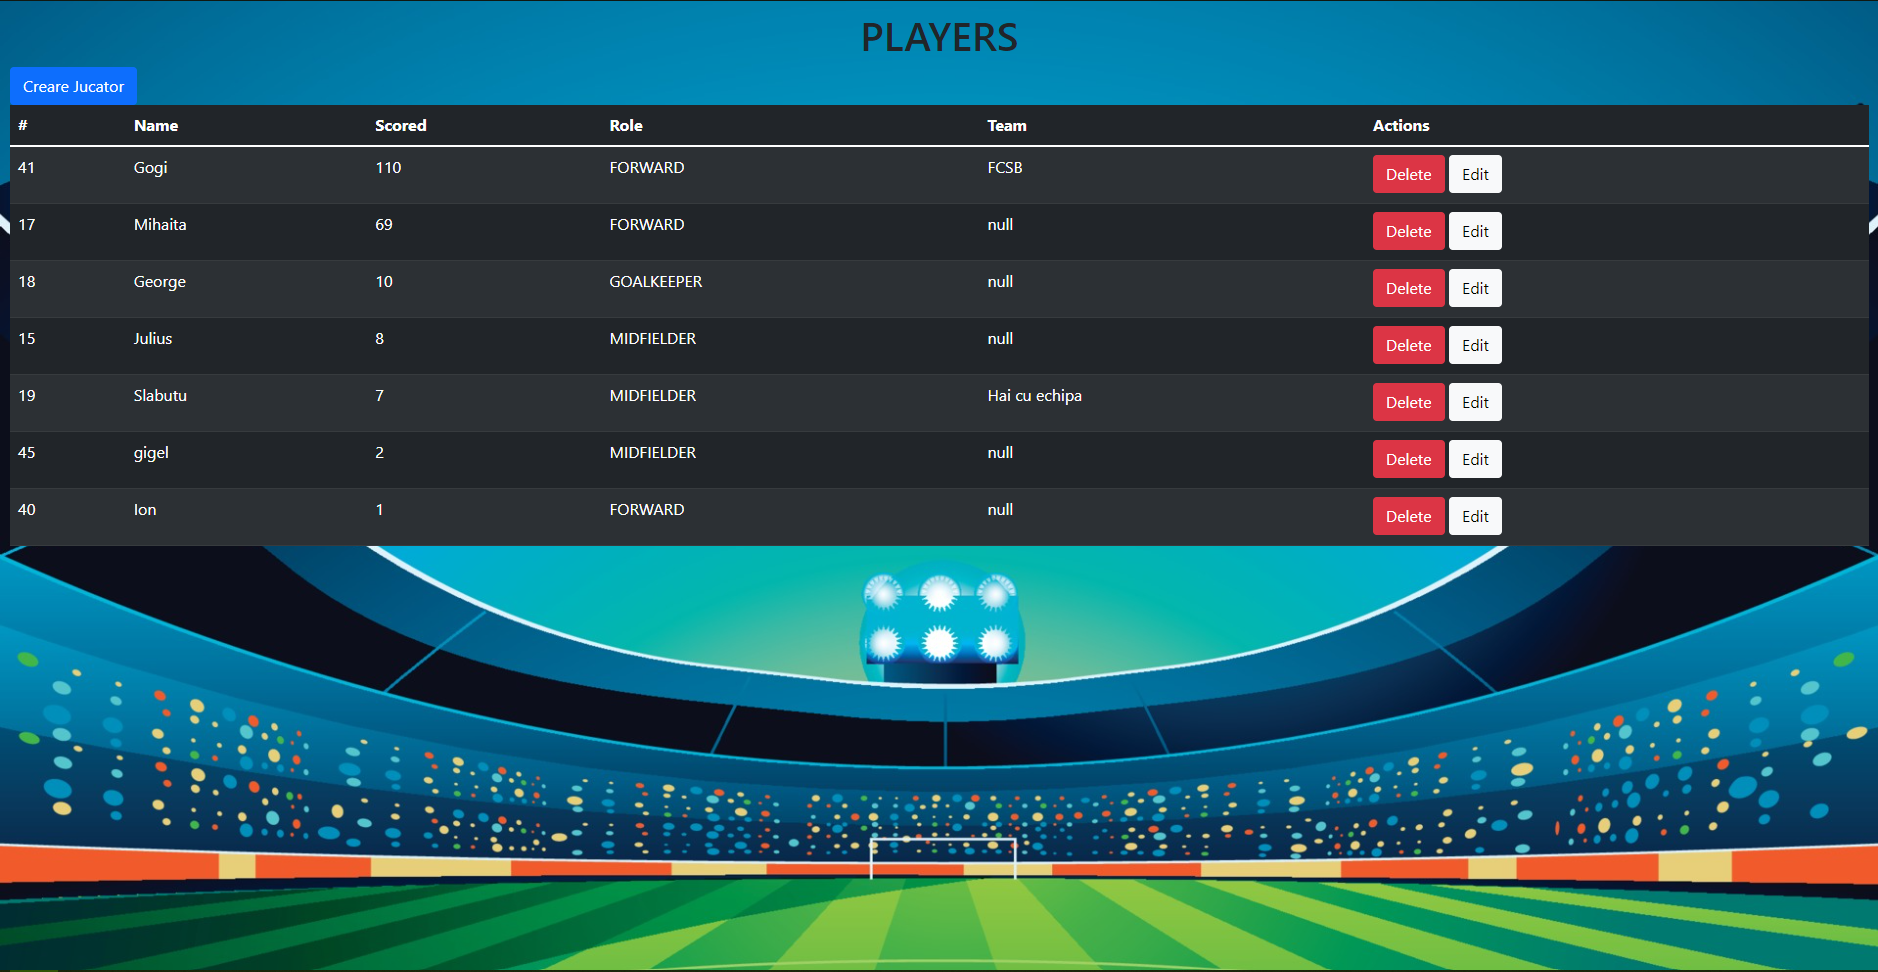 PLAYERS
Creare Jucator
# Name Scored Role Team Actions
41 Gogi 110 FORWARD FCSB Delete Edit
17 Mihaita 69 FORWARD null Delete Edit
18 George 10 GOALKEEPER null Delete Edit
15 Julius 8 MIDFIELDER null Delete Edit
19 Slabutu 7 MIDFIELDER Hai cu echipa Delete Edit
45 gigel 2 MIDFIELDER null Delete Edit
40 Ion 1 FORWARD null Delete Edit